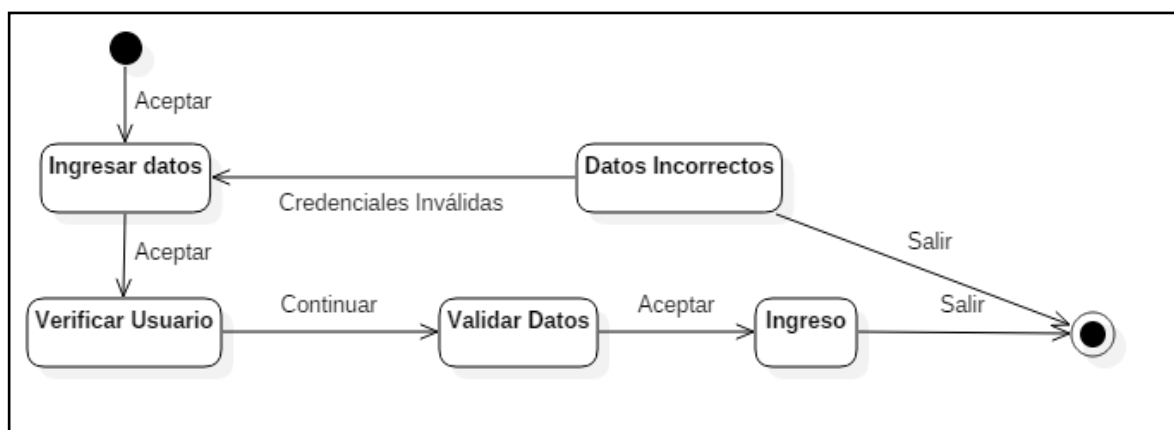 Aceptar
Ingresar datos
Datos Incorrectos
Credenciales Inválidas
Aceptar
Salir
Verificar Usuario
Continuar
Validar Datos
Aceptar
Ingreso
Salir